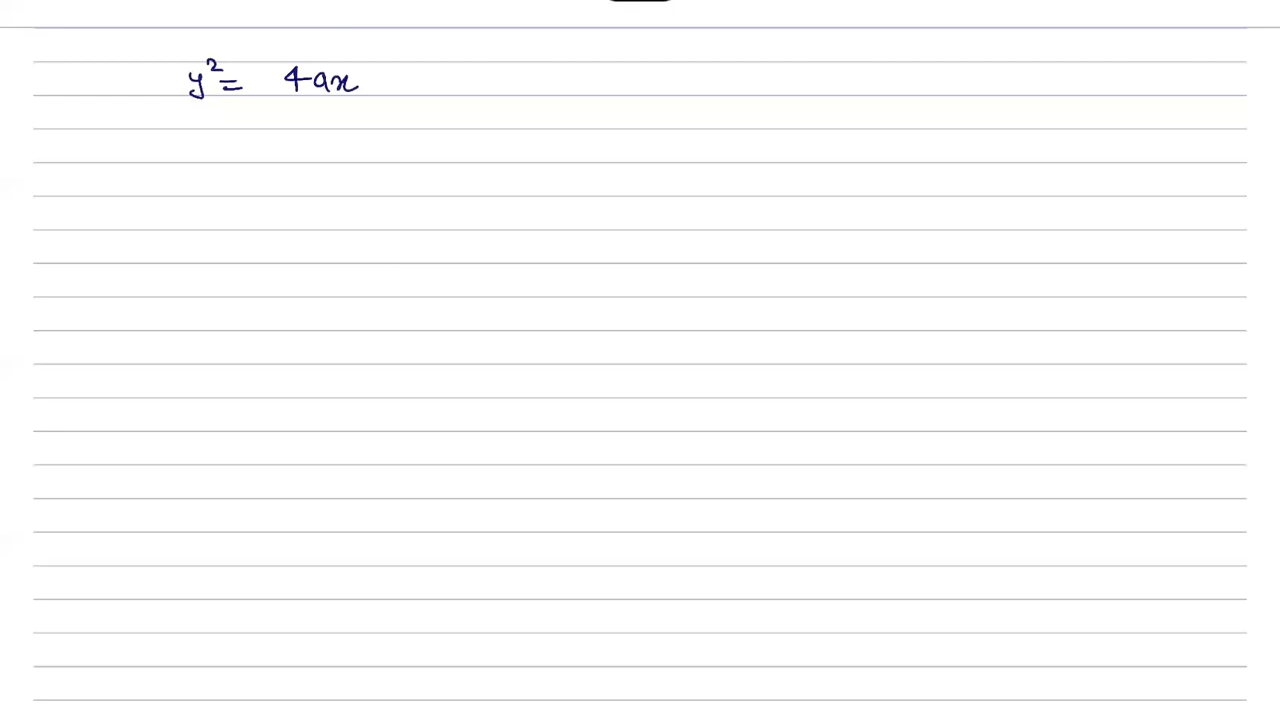 y² = 4ax